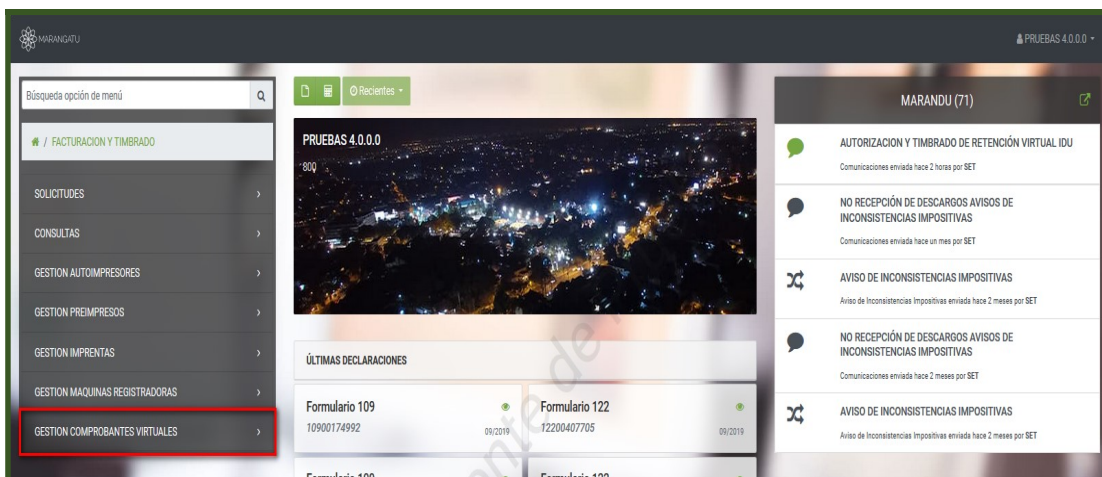 MARANGATU
PRUEBAS 4.0.0.0
Búsqueda opción de menú
/ FACTURACION Y TIMBRADO
SOLICITUDES
CONSULTAS
GESTION AUTOIMPRESORES
GESTION PREIMPRESOS
GESTION IMPRENTAS
GESTION MAQUINAS REGISTRADORAS
GESTION COMPROBANTES VIRTUALES
Recientes
PRUEBAS 4.0.0.0
800
ÚLTIMAS DECLARACIONES
Formulario 109
10900174992
09/2019
Formulario 122
12200407705
09/2019
MARANDU (71)
AUTORIZACION Y TIMBRADO DE RETENCIÓN VIRTUAL IDU
Comunicaciones enviada hace 2 horas por SET
NO RECEPCIÓN DE DESCARGOS AVISOS DE
INCONSISTENCIAS IMPOSITIVAS
Comunicaciones enviada hace un mes por SET
AVISO DE INCONSISTENCIAS IMPOSITIVAS
Aviso de Inconsistencias Impositivas enviada hace 2 meses por SET
NO RECEPCIÓN DE DESCARGOS AVISOS DE
INCONSISTENCIAS IMPOSITIVAS
Comunicaciones enviada hace 2 meses por SET
AVISO DE INCONSISTENCIAS IMPOSITIVAS
Aviso de Inconsistencias Impositivas enviada hace 2 meses por SET